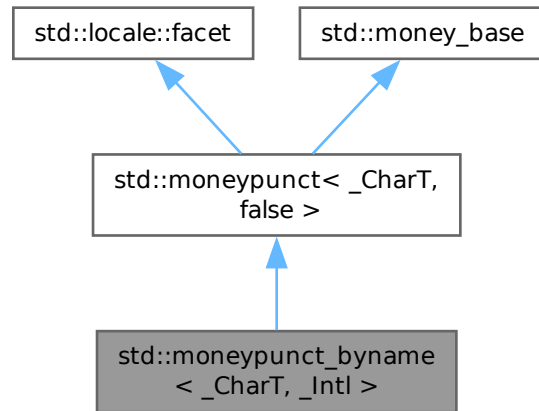 std::locale::facet
std::money_base
std::moneypunct< _CharT,
false >
std::moneypunct_byname
< _CharT, _Intl >